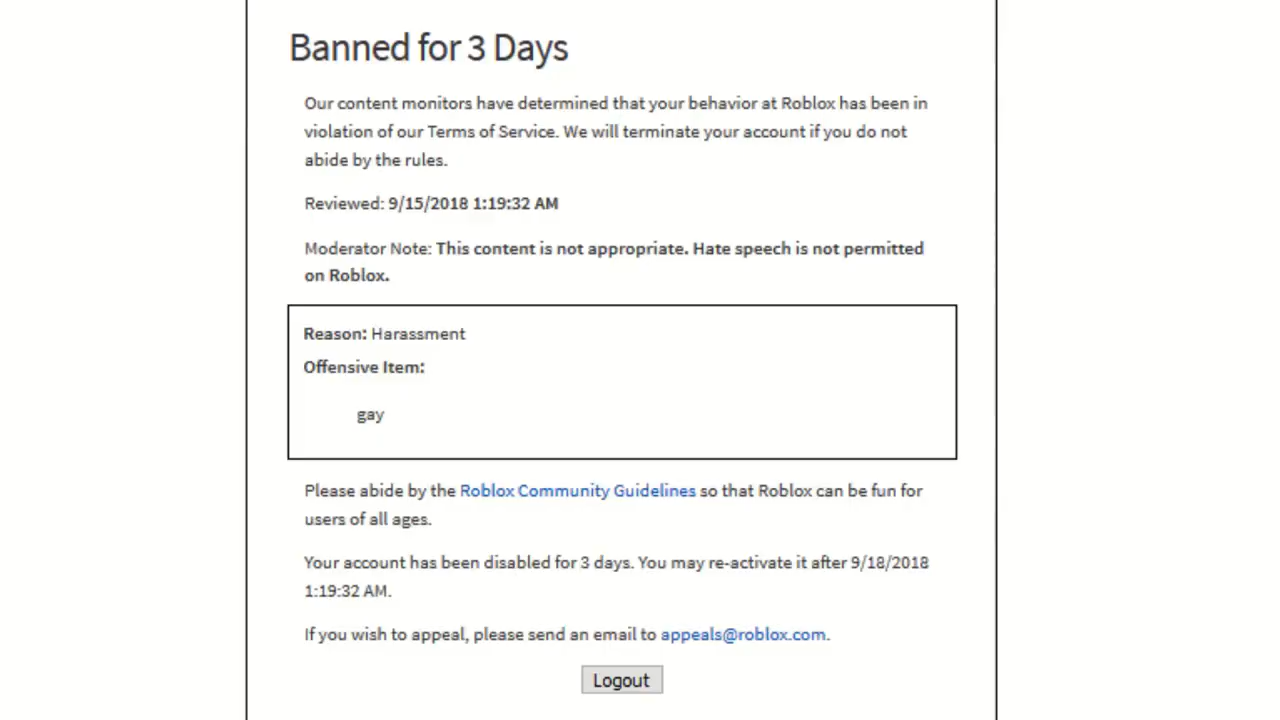 Banned for 3 Days
Our content monitors have determined that your behavior at Roblox has been in
violation of our Terms of Service. We will terminate your account if you do not
abide by the rules.
Reviewed: 9/15/2018 1:19:32 AM
Moderator Note: This content is not appropriate. Hate speech is not permitted
on Roblox.
Reason: Harassment
Offensive Item:
gay
Please abide by the Roblox Community Guidelines so that Roblox can be fun for
users of all ages.
Your account has been disabled for 3 days. You may re-activate it after 9/18/2018
1:19:32 AM.
If you wish to appeal, please send an email to appeals@roblox.com.
Logout